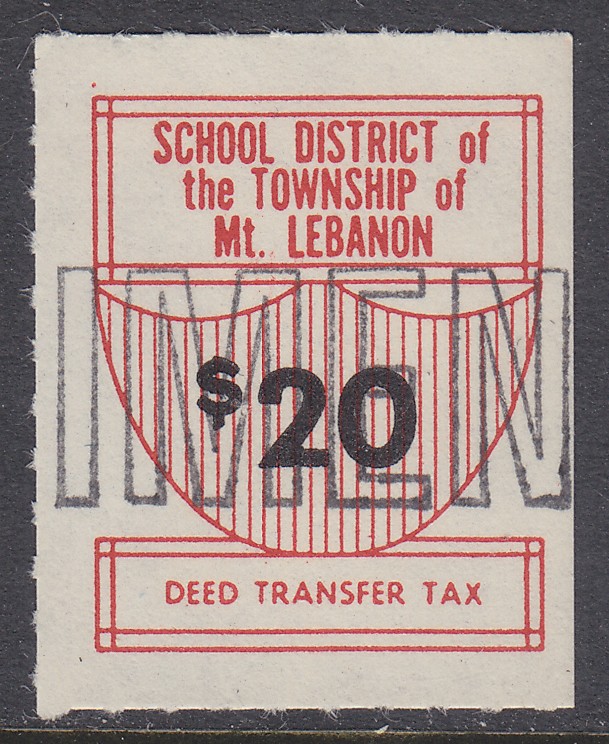 SCHOOL DISTRICT of
the TOWNSHIP of
Mt. LEBANON
IMEN
$20
DEED TRANSFER TAX